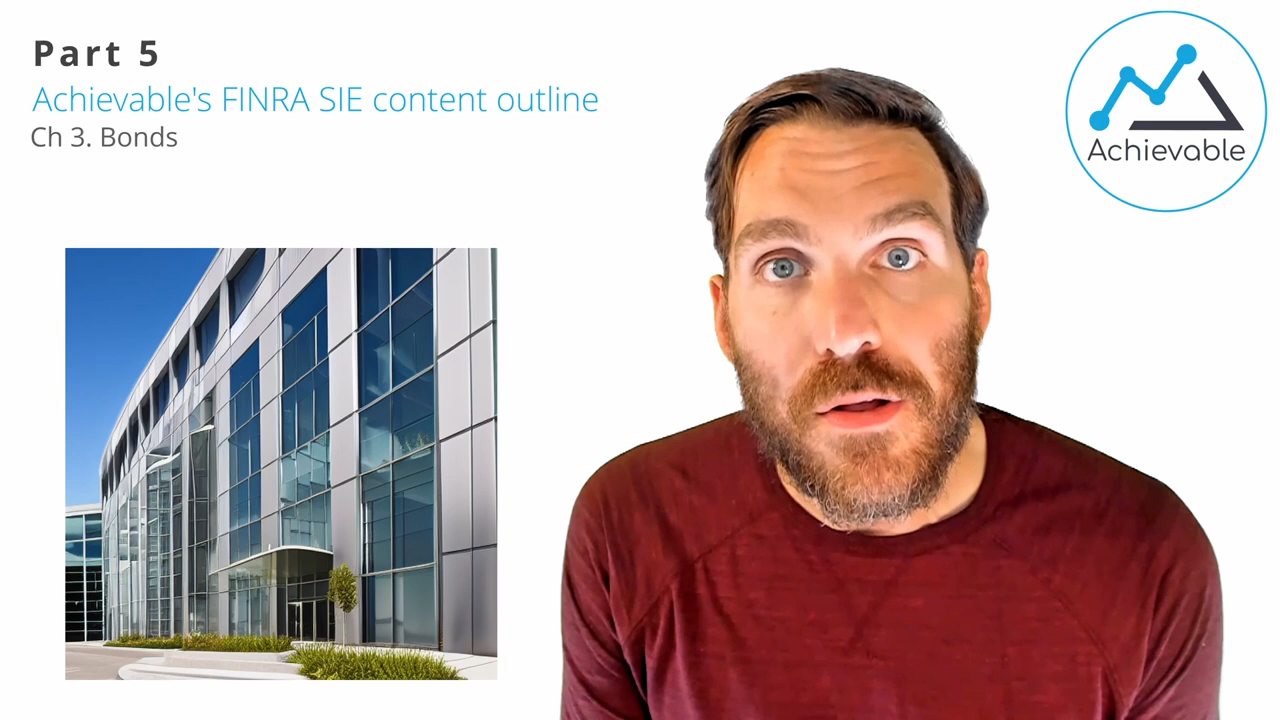 Part 5
Achievable's FINRA SIE content outline
Ch 3. Bonds
Achievable